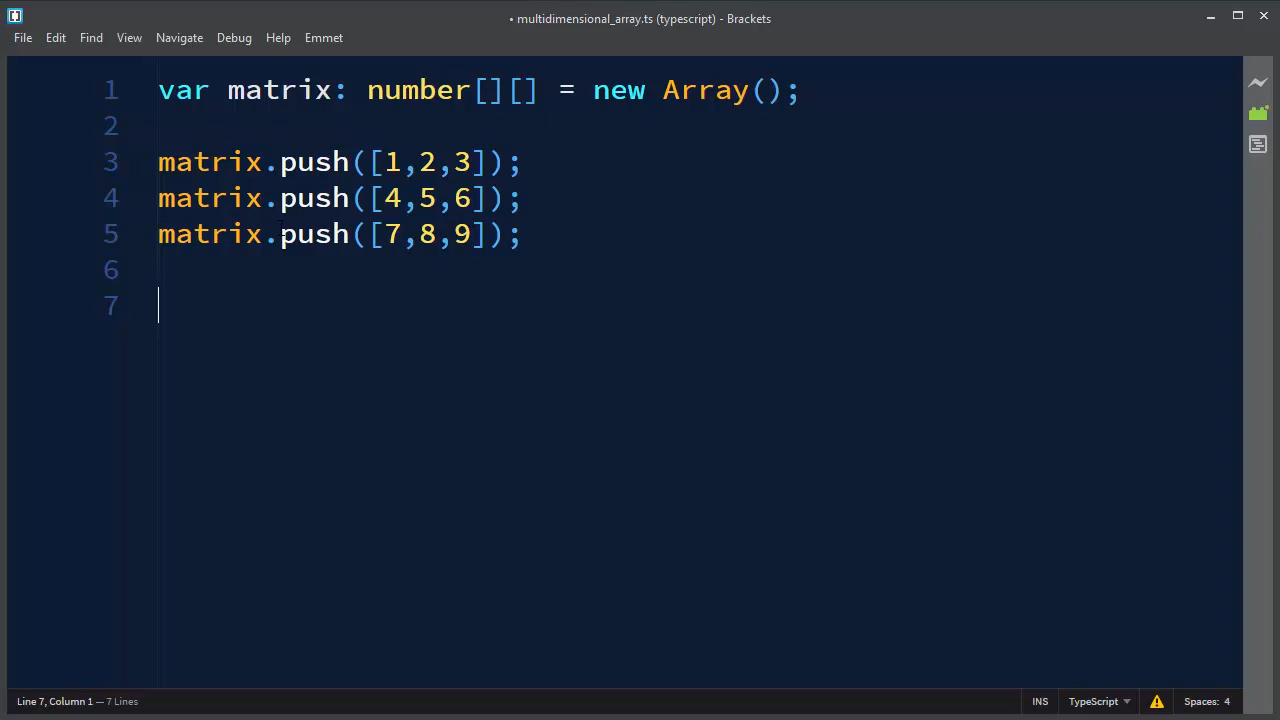 • multidimensional_array.ts (typescript) - Brackets
File Edit Find View Navigate Debug Help Emmet
1 var matrix: number[][] = new Array();
2
3 matrix.push([1,2,3]);
4 matrix.push([4,5,6]);
5 matrix.push([7,8,9]);
6
7
Line 7, Column 1 — 7 Lines INS TypeScript Spaces: 4